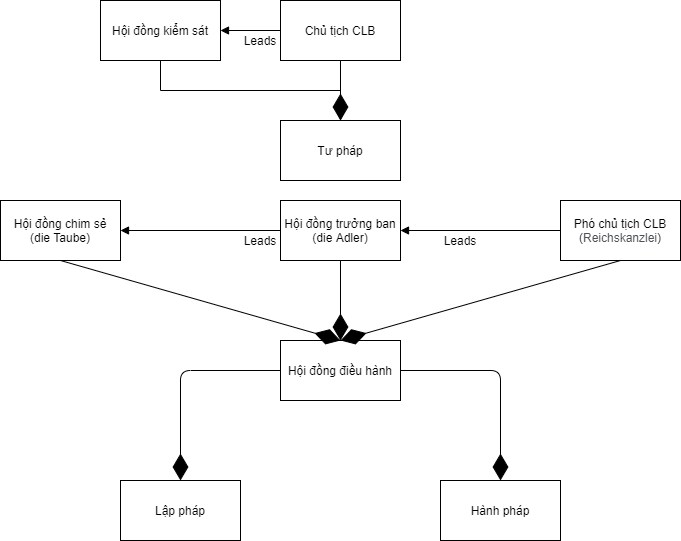 Hội đồng kiểm sát
Leads
Chủ tịch CLB
Tư pháp
Hội đồng chim sẻ
(die Taube)
Leads
Hội đồng trưởng ban
(die Adler)
Leads
Phó chủ tịch CLB
(Reichskanzlei)
Hội đồng điều hành
Lập pháp
Hành pháp